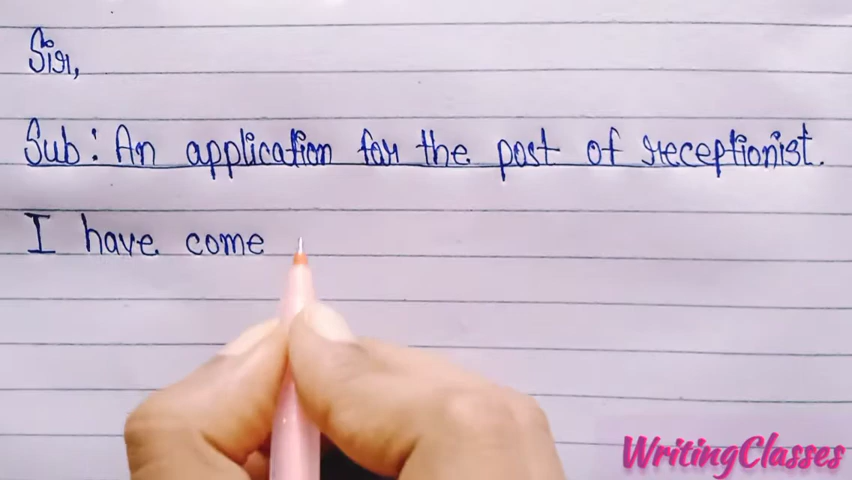 Sir,
Sub: An application for the post of receptionist.
I have come
WritingClasses